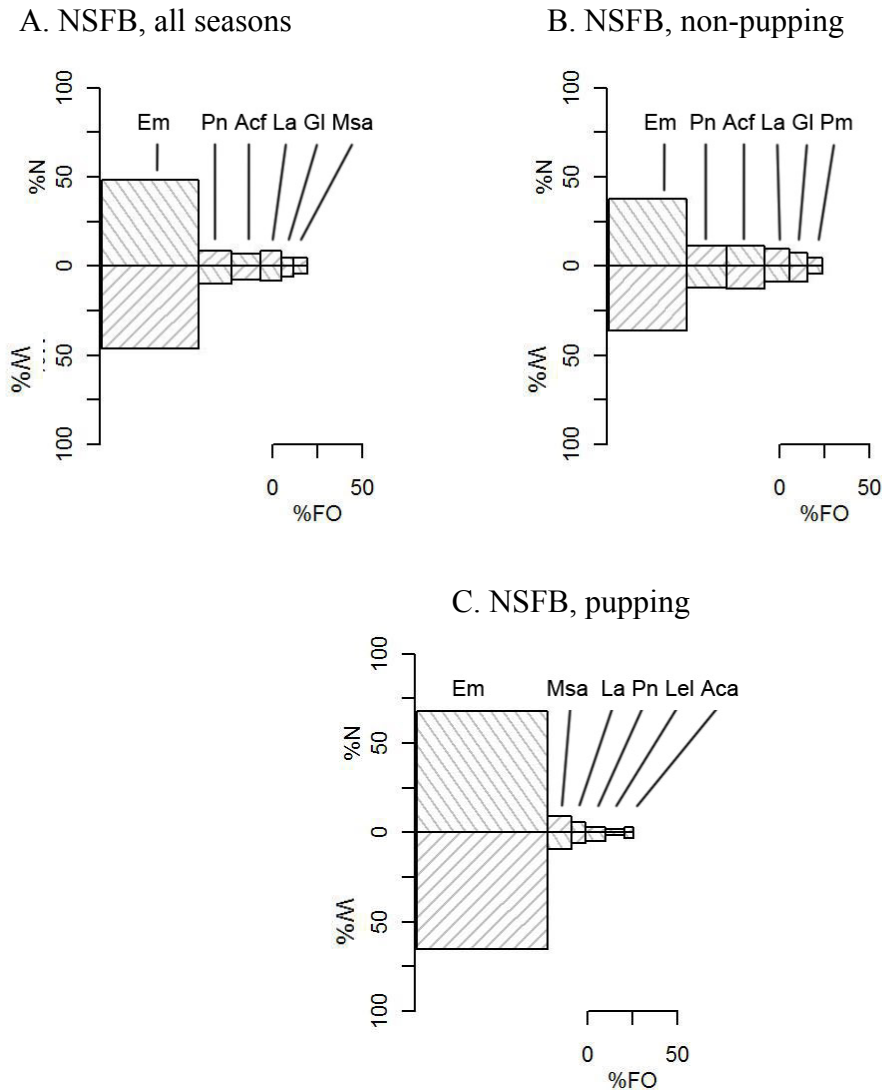 A. NSFB, all seasons
100
50
0
50
100
%N
%W
Em Pn Acf La Gl Msa
0 50
%FO
B. NSFB, non-pupping
100
50
0
50
100
%N
%W
Em Pn Acf La Gl Pm
0 50
%FO
C. NSFB, pupping
100
50
0
50
100
%N
%W
Em Msa La Pn Lel Aca
0 50
%FO